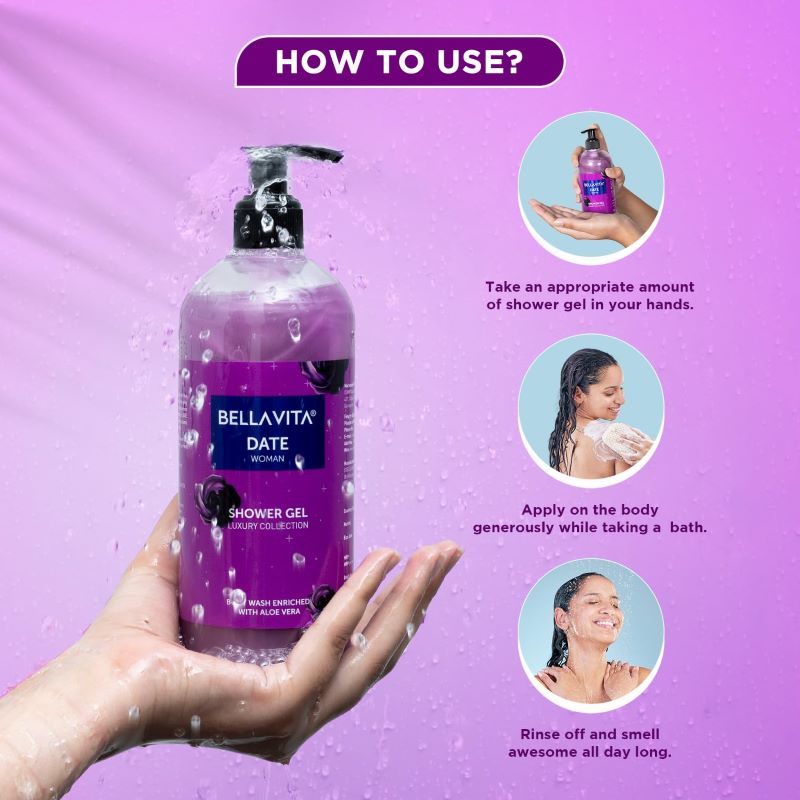 HOW TO USE?
BELLAVITA®
DATE
WOMAN
SHOWER GEL
LUXURY COLLECTION
WASH ENRICHED
WITH ALOE VERA
BELLAVITA
DATE
Take an appropriate amount
of shower gel in your hands.
Apply on the body
generously while taking a bath.
Rinse off and smell
awesome all day long.